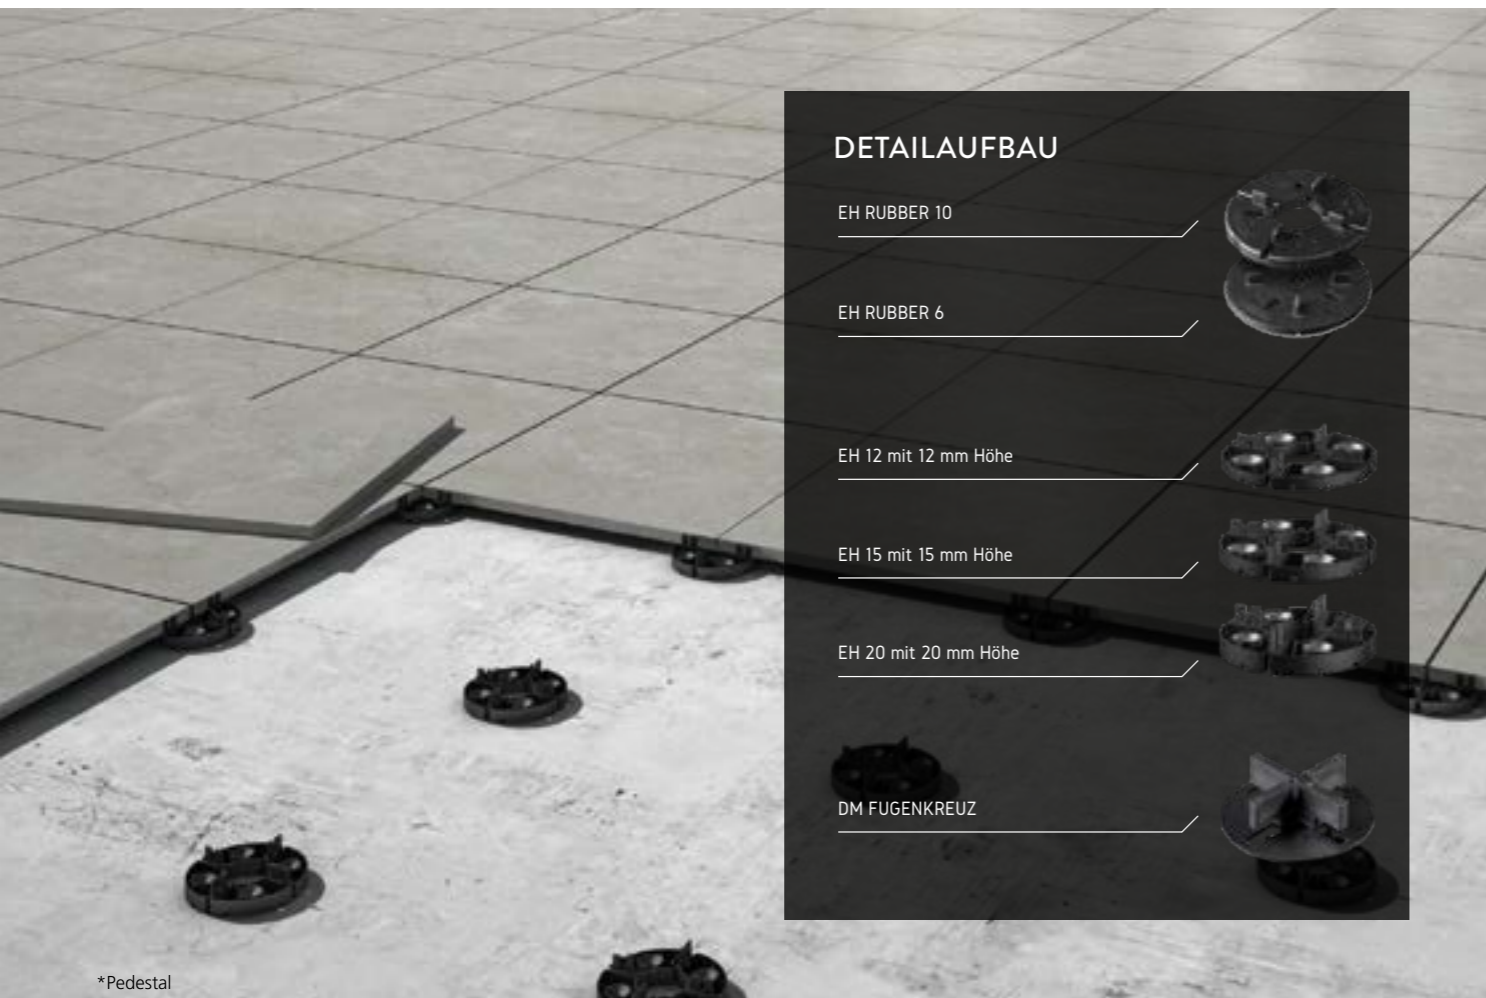 DETAILAUFBAU
EH RUBBER 10
EH RUBBER 6
EH 12 mit 12 mm Höhe
EH 15 mit 15 mm Höhe
EH 20 mit 20 mm Höhe
DM FUGENKREUZ
*Pedestal